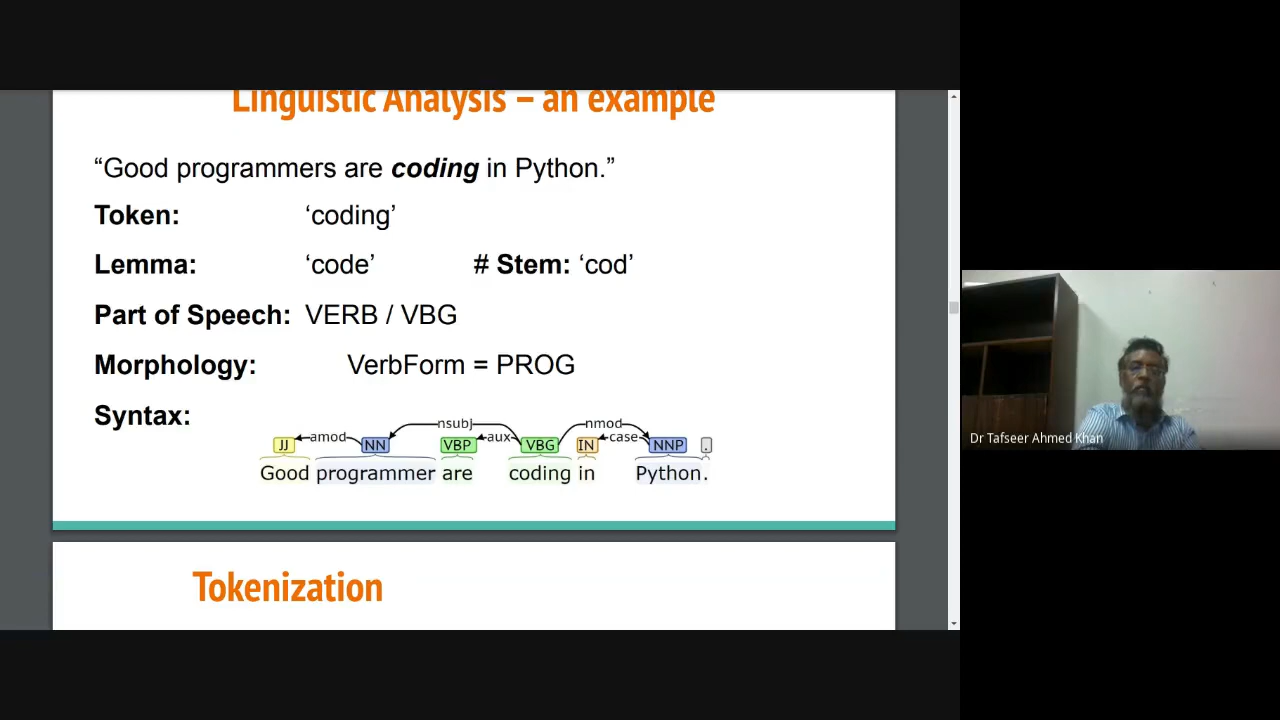 Linguistic Analysis – an example
“Good programmers are coding in Python.”
Token: ‘coding’
Lemma: ‘code’ # Stem: ‘cod’
Part of Speech: VERB / VBG
Morphology: VerbForm = PROG
Syntax:
nsubj nmod
amod aux case
JJ NN VBP VBG IN NNP .
Good programmer are coding in Python.
Dr Tafseer Ahmed Khan
Tokenization